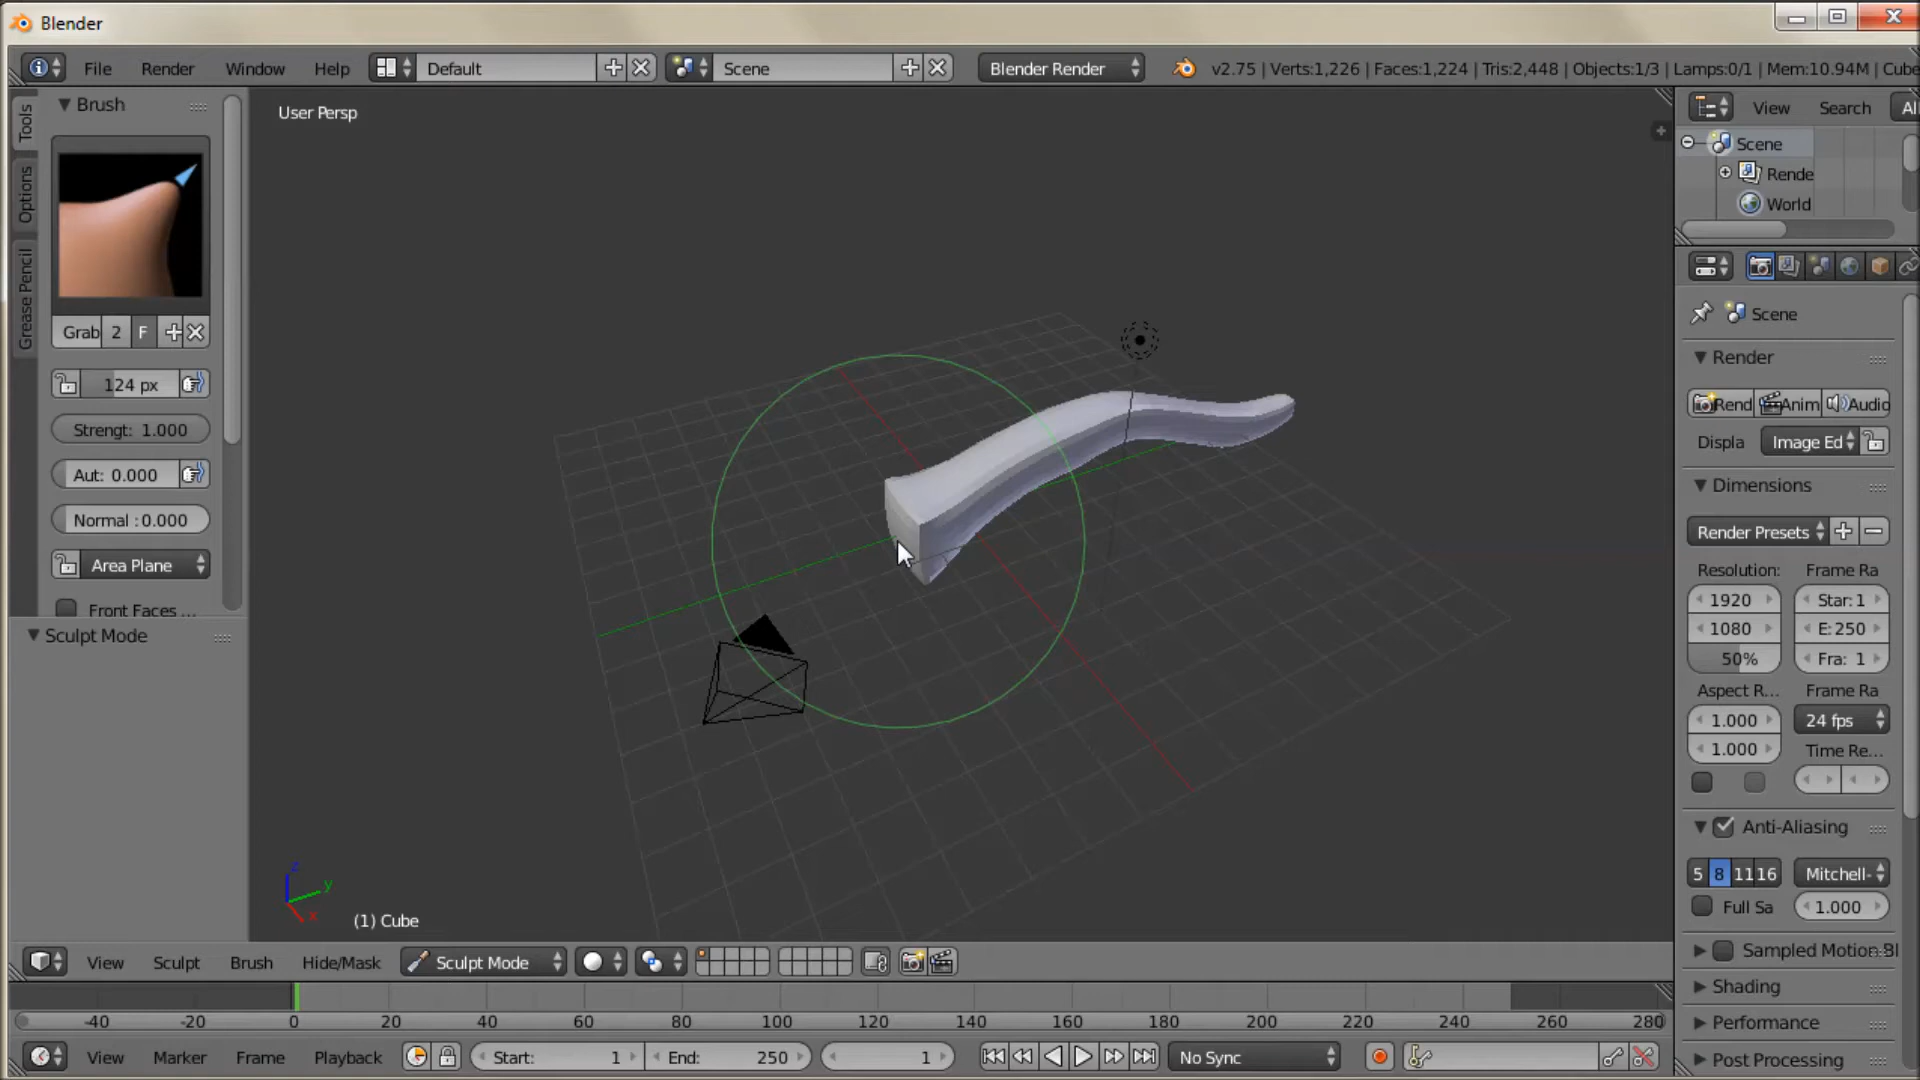 Blender
File Render Window Help Default Scene Blender Render v2.75 | Verts:1,226 | Faces:1,224 | Tris:2,448 | Objects:1/3 | Lamps:0/1 | Mem:10.94M | Cube
Tools
Options
Grease Pencil
Brush
Grab 2 F
124 px
Strengt: 1.000
Aut: 0.000
Normal : 0.000
Area Plane
Front Faces ...
Sculpt Mode
User Persp
z
y
x
(1) Cube
View Search Al
Scene
Rende
World
Scene
Render
Rend Anim Audio
Displa Image Ed
Dimensions
Render Presets
Resolution: Frame Ra
1920 Star: 1
1080 E: 250
50% Fra: 1
Aspect R... Frame Ra
1.000 24 fps
1.000 Time Re...
Anti-Aliasing
5 8 11 16 Mitchell-
Full Sa 1.000
Sampled Motion Bl
Shading
Performance
Post Processing
View Sculpt Brush Hide/Mask Sculpt Mode
-40 -20 0 20 40 60 80 100 120 140 160 180 200 220 240 260 280
View Marker Frame Playback Start: 1 End: 250 1 No Sync